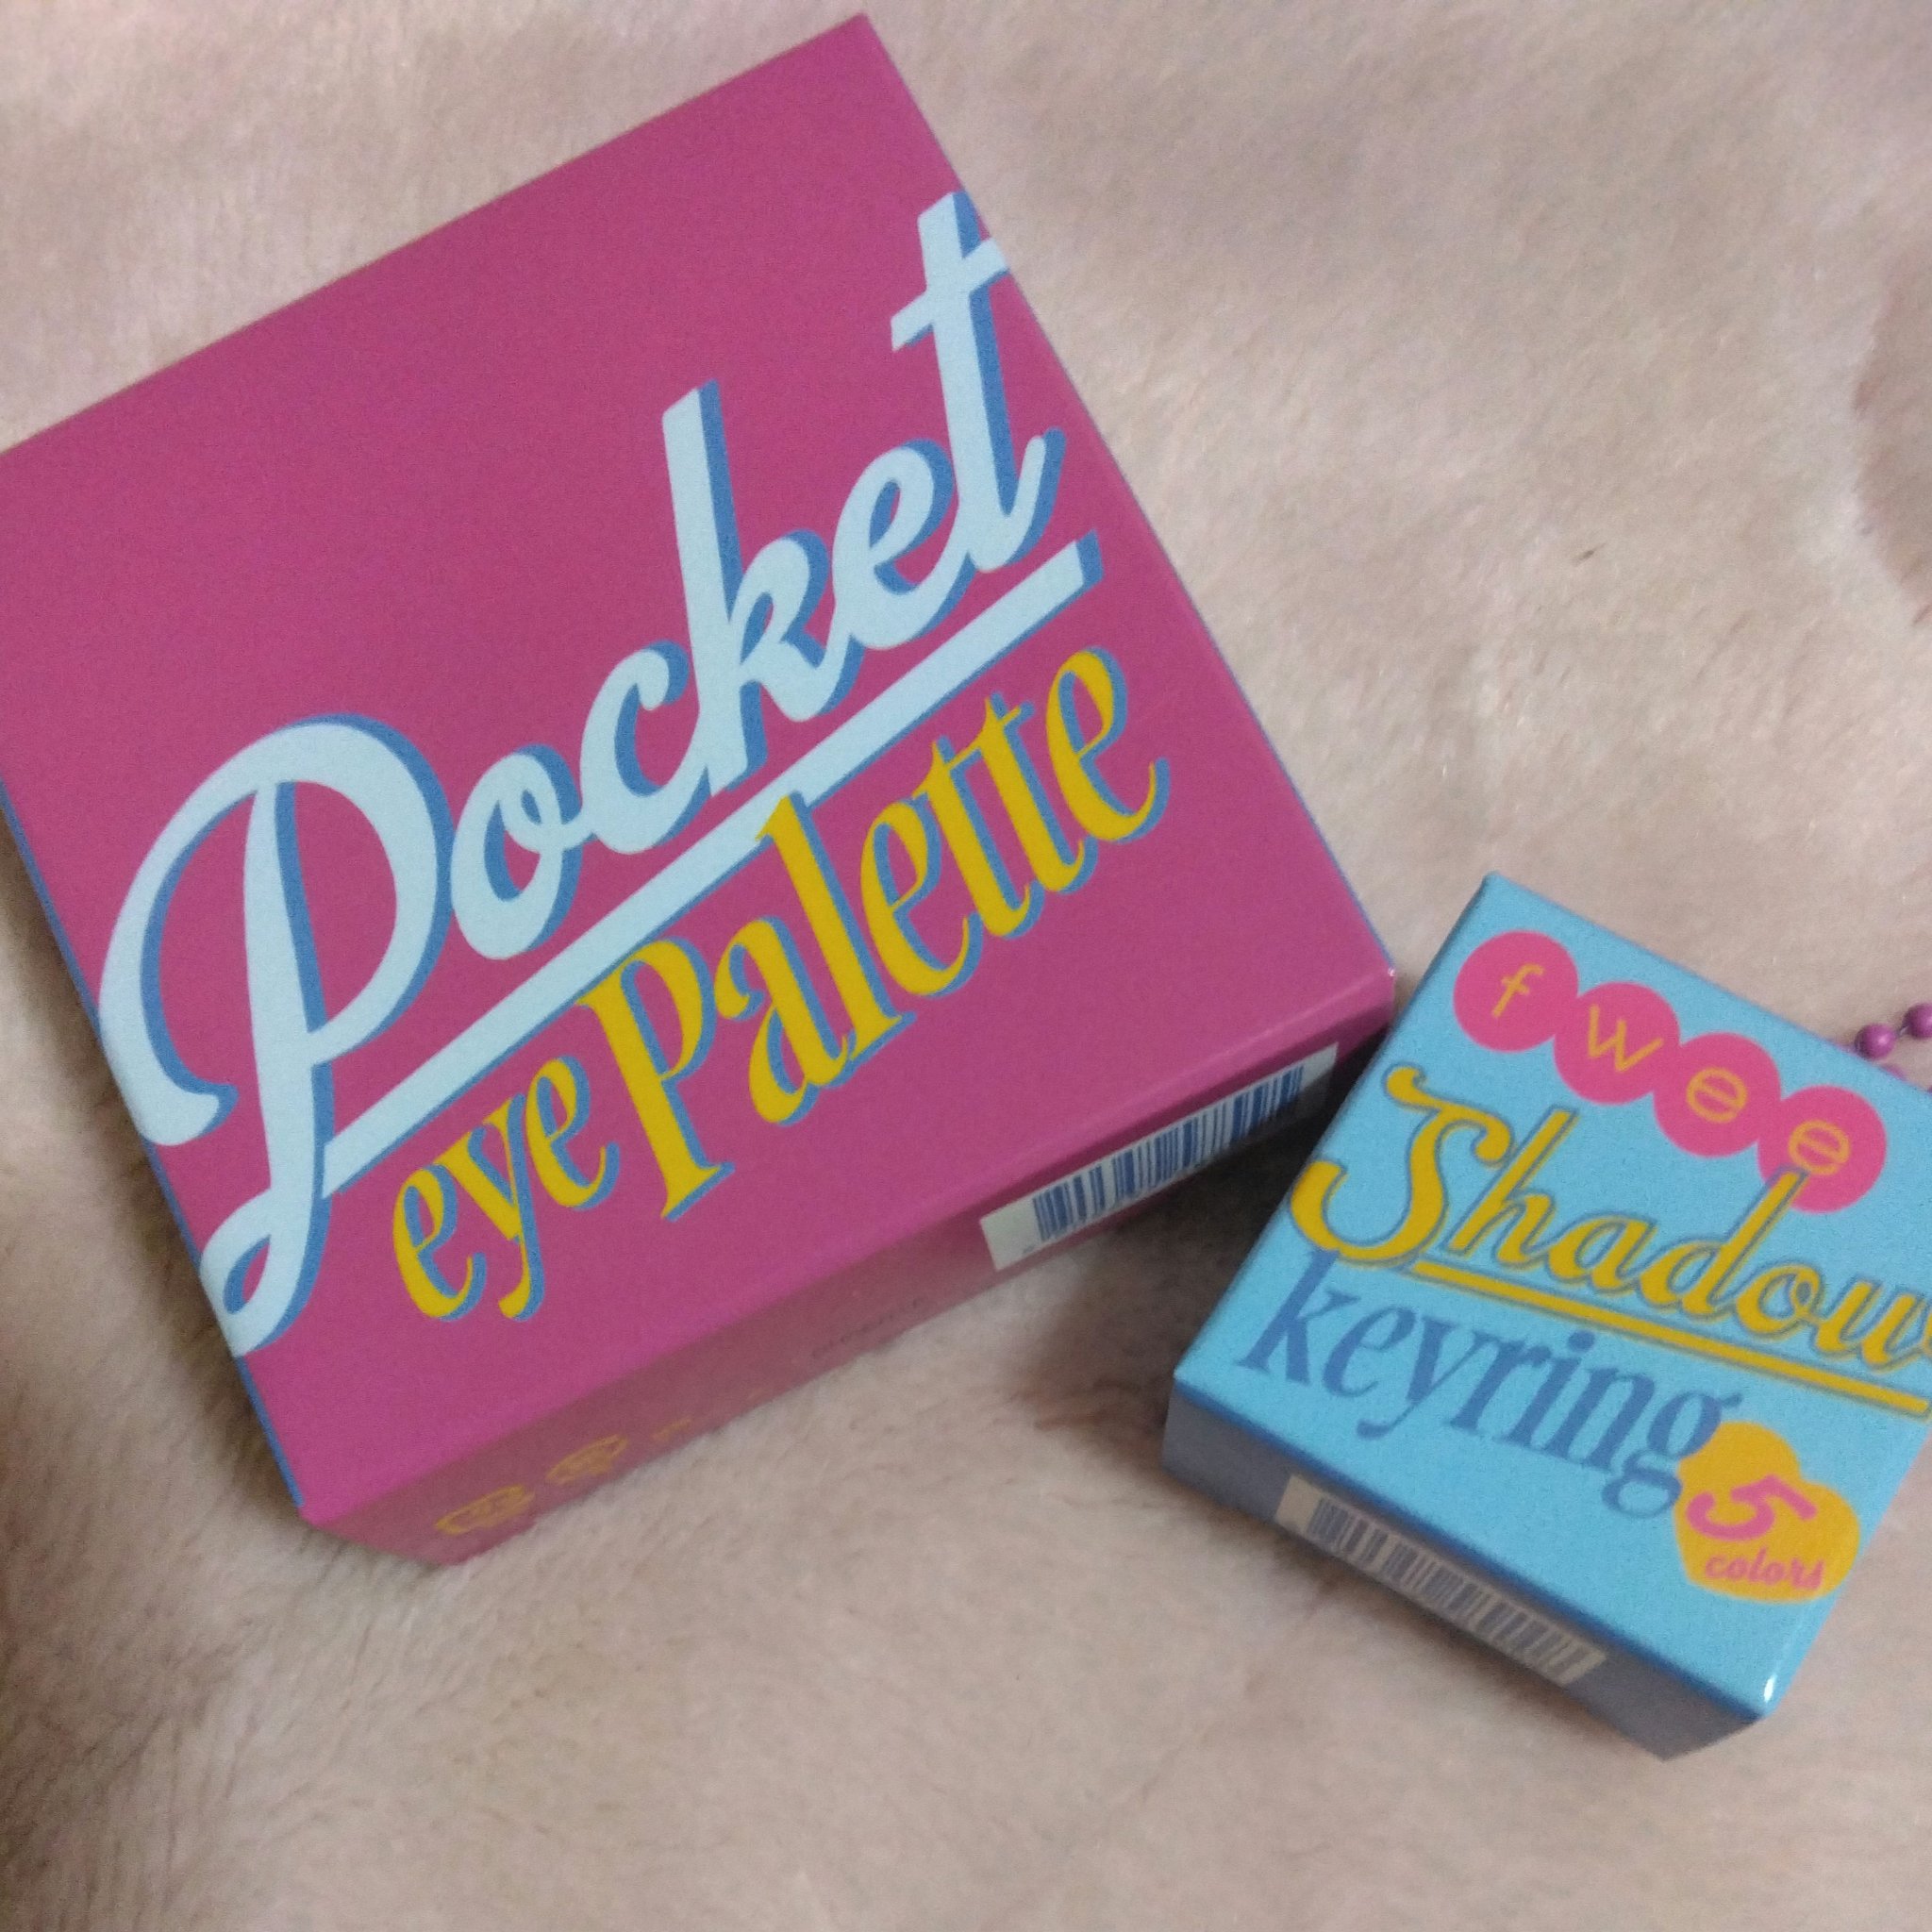 Pocket
eye Palette
fwee
Shadow
keyring
5
colors